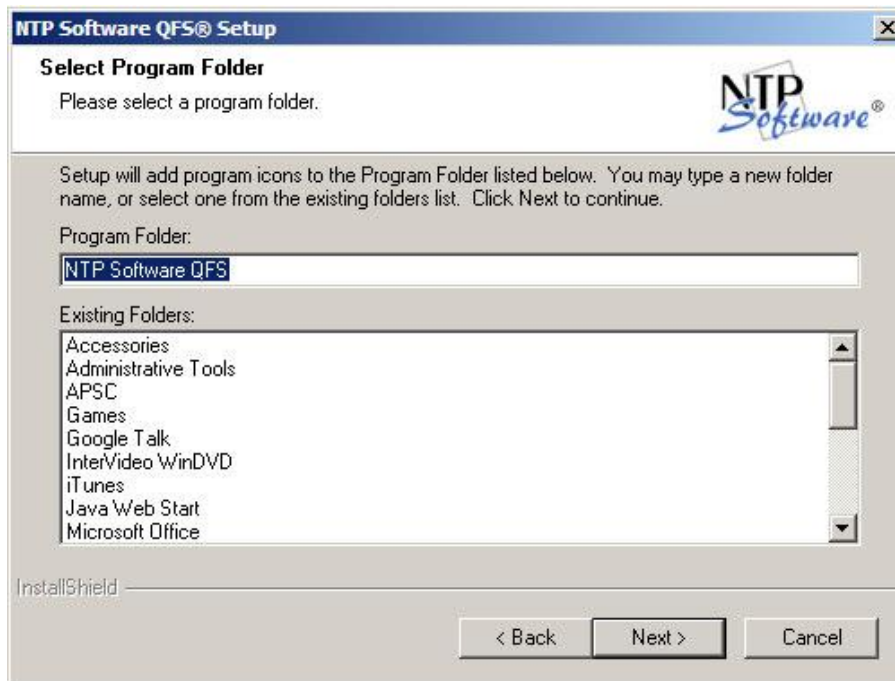 NTP Software QFS® Setup
Select Program Folder
Please select a program folder.
NTP
Software®
Setup will add program icons to the Program Folder listed below. You may type a new folder
name, or select one from the existing folders list. Click Next to continue.
Program Folder:
NTP Software QFS
Existing Folders:
Accessories
Administrative Tools
APSC
Games
Google Talk
InterVideo WinDVD
iTunes
Java Web Start
Microsoft Office
InstallShield
< Back Next > Cancel